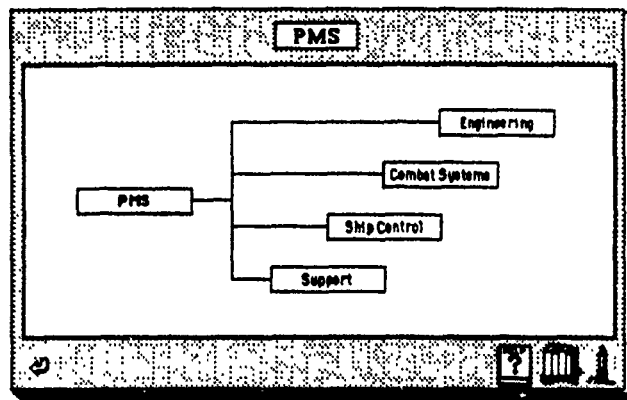 PMS
Engineering
Combat Systems
PMS
Ship Control
Support
?